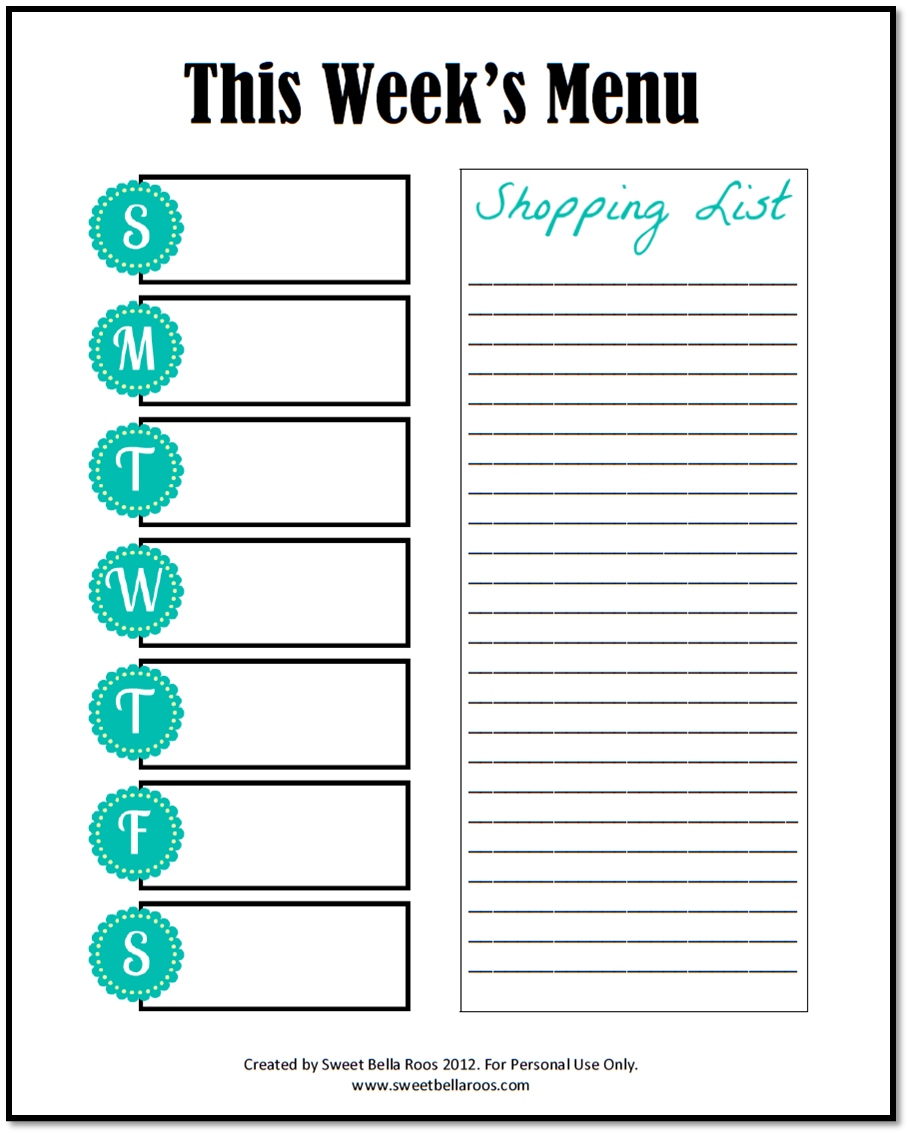 This Week's Menu
Shopping List
S
M
T
W
T
F
S
Created by Sweet Bella Roos 2012. For Personal Use Only.
www.sweetbellaroos.com